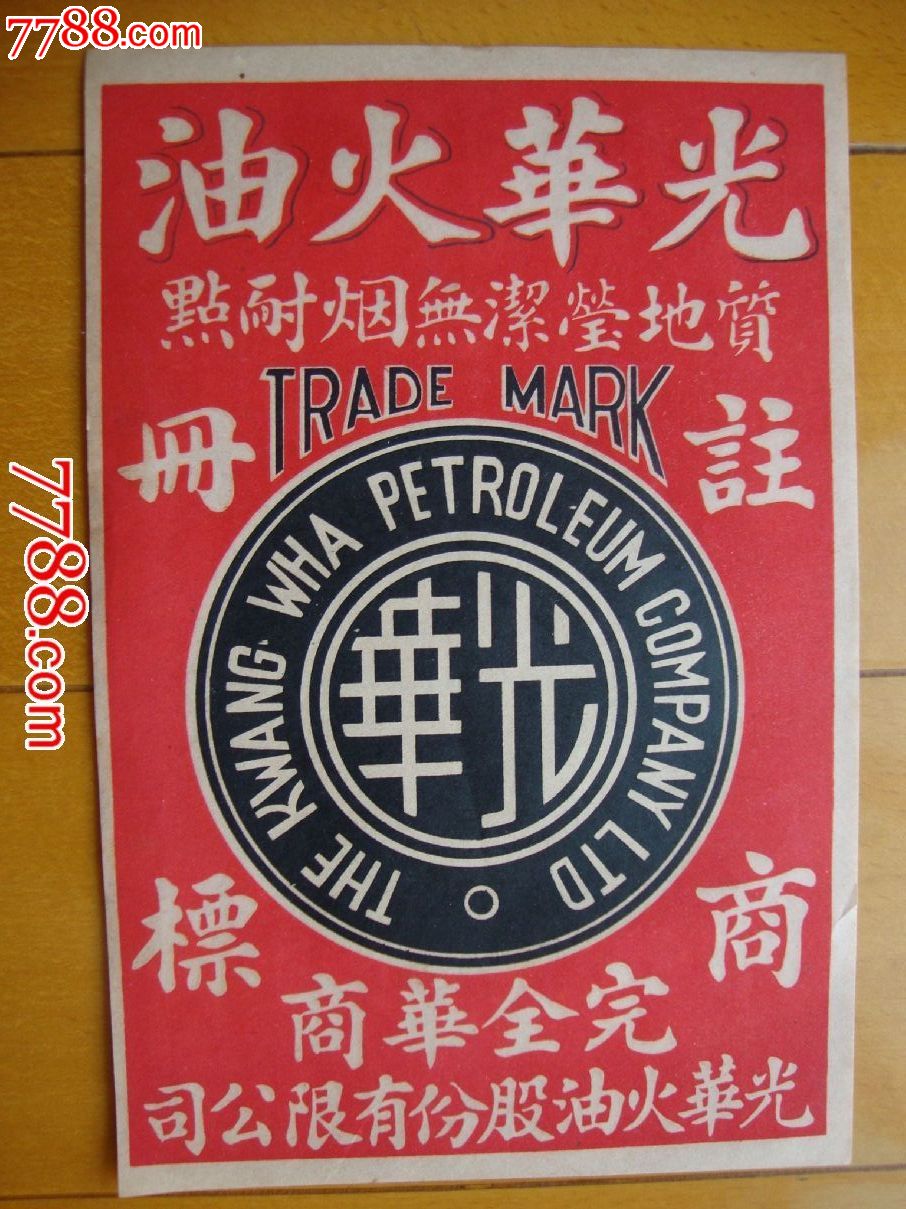 7788.com
光華火油
質地瑩潔無烟耐點
TRADE MARK
註冊
THE KWANG WHA PETROLEUM COMPANY LTD
光華
商標
完全華商
光華火油股份有限公司
7788.com